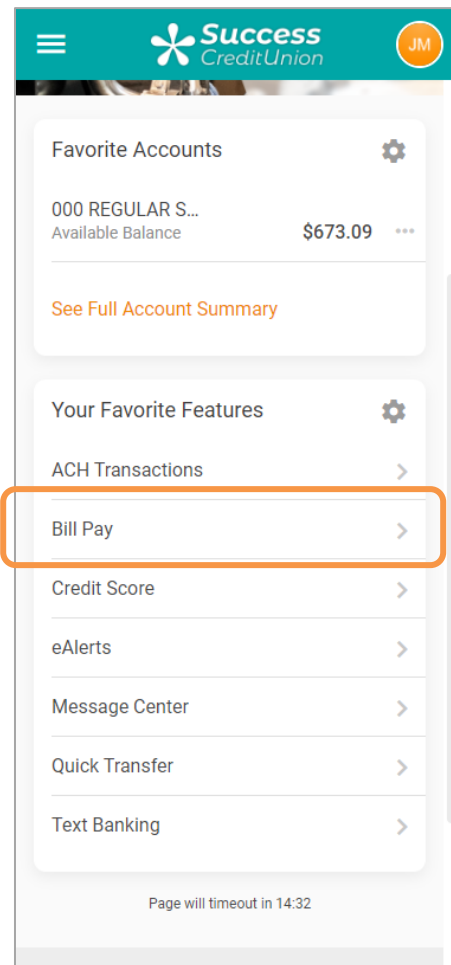 Success
CreditUnion
JM
Favorite Accounts
000 REGULAR S...
Available Balance
$673.09
See Full Account Summary
Your Favorite Features
ACH Transactions
Bill Pay
Credit Score
eAlerts
Message Center
Quick Transfer
Text Banking
Page will timeout in 14:32